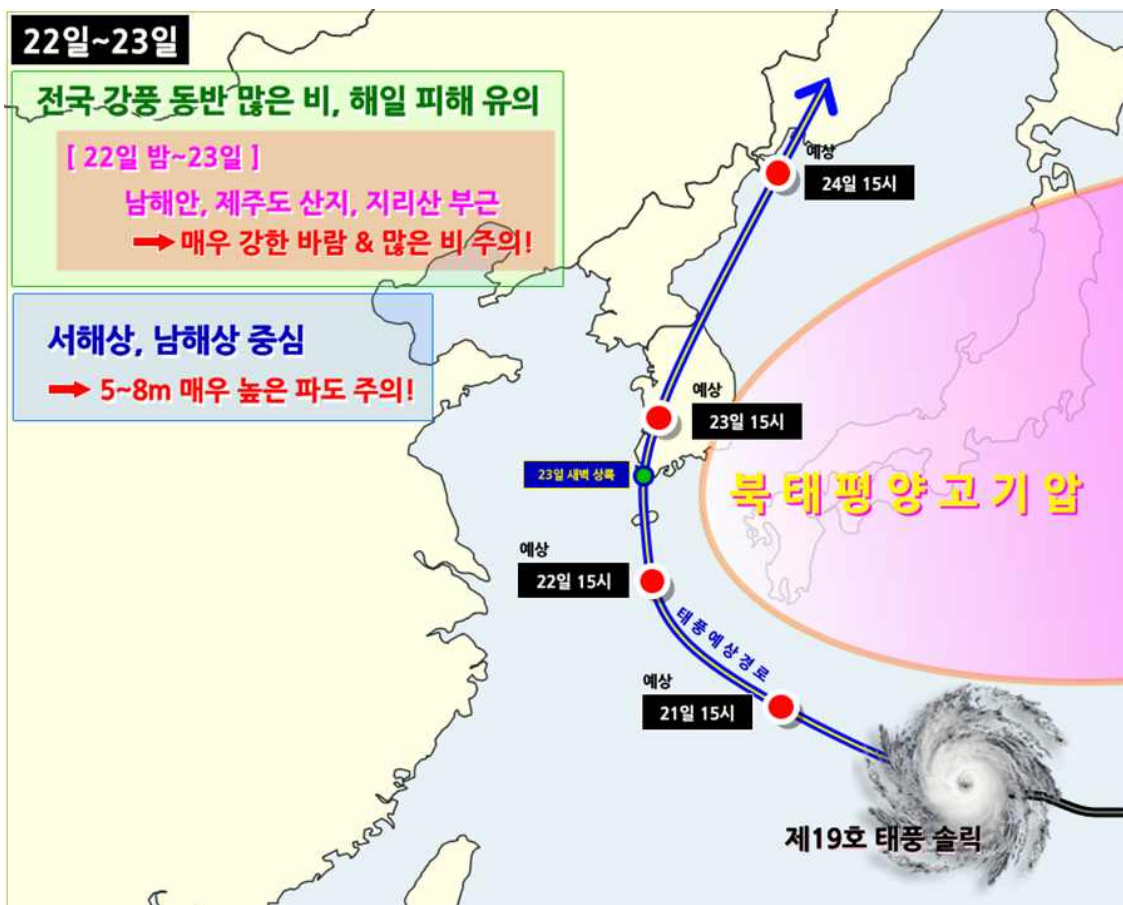 22일~23일
전국 강풍 동반 많은 비, 해일 피해 유의
[ 22일 밤~23일 ]
남해안, 제주도 산지, 지리산 부근
매우 강한 바람 & 많은 비 주의!
서해상, 남해상 중심
5~8m 매우 높은 파도 주의!
예상
24일 15시
예상
23일 15시
23일 새벽 상륙
북태평양고기압
예상
22일 15시
태풍예상경로
예상
21일 15시
제19호 태풍 솔릭